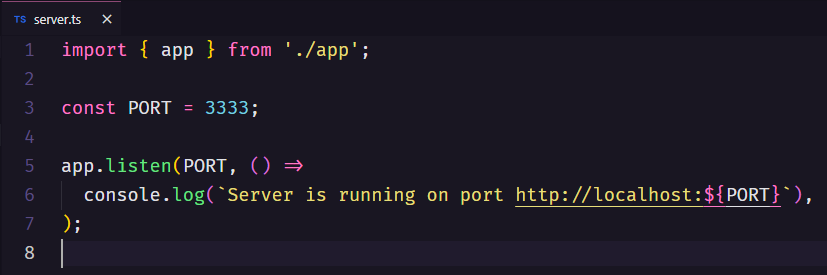 TS server.ts ×
1 import { app } from './app';
2
3 const PORT = 3333;
4
5 app.listen(PORT, () =>
6   console.log(`Server is running on port http://localhost:${PORT}`),
7 );
8